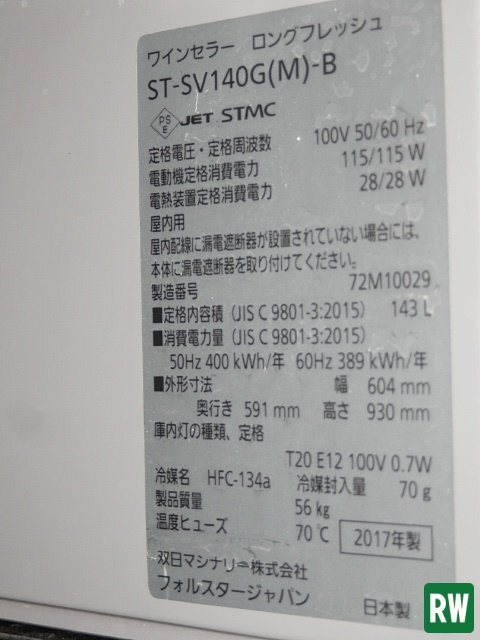 ワインセラー ロングフレッシュ
ST-SV140G(M)-B
PS E JET STMC
定格電圧・定格周波数 100V 50/60 Hz
電動機定格消費電力 115/115 W
電熱装置定格消費電力 28/28 W
屋内用
屋内配線に漏電遮断器が設置されていない場合には、
本体に漏電遮断器を取り付けてください。
製造番号 72M10029
■定格内容積（JIS C 9801-3:2015） 143 L
■消費電力量（JIS C 9801-3:2015）
50Hz 400 kWh/年 60Hz 389 kWh/年
■外形寸法 幅 604 mm
奥行き 591 mm 高さ 930 mm
庫内灯の種類、定格
T20 E12 100V 0.7W
冷媒名 HFC-134a 冷媒封入量 70 g
製品質量 56 kg
温度ヒューズ 70 ℃ 2017年製
双日マシナリー株式会社
フォルスタージャパン 日本製
RW